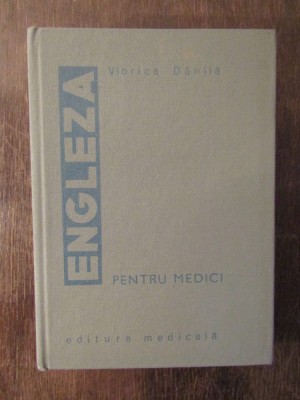 Viorica Dănilă
ENGLEZA
PENTRU MEDICI
editura medicală